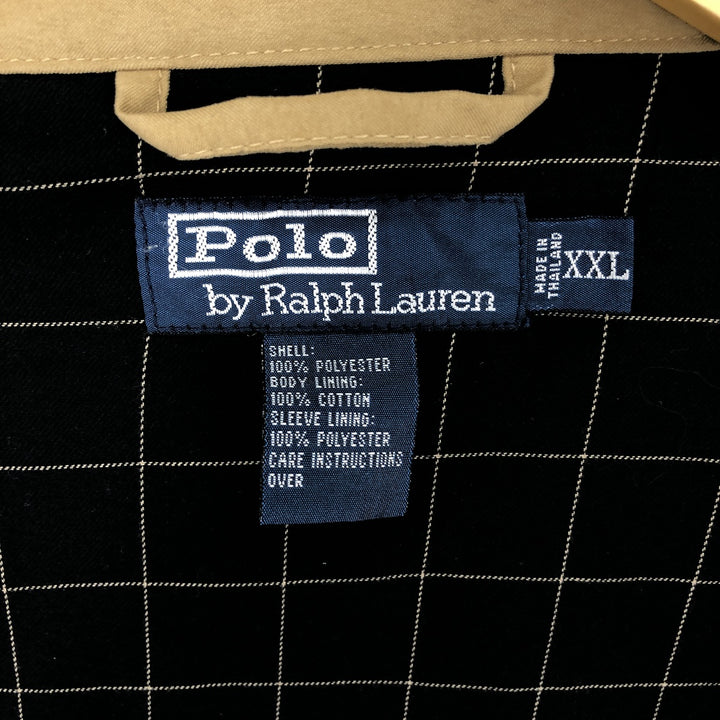 Polo
by Ralph Lauren
MADE IN
THAILAND
XXL
SHELL:
100% POLYESTER
BODY LINING:
100% COTTON
SLEEVE LINING:
100% POLYESTER
CARE INSTRUCTIONS
OVER